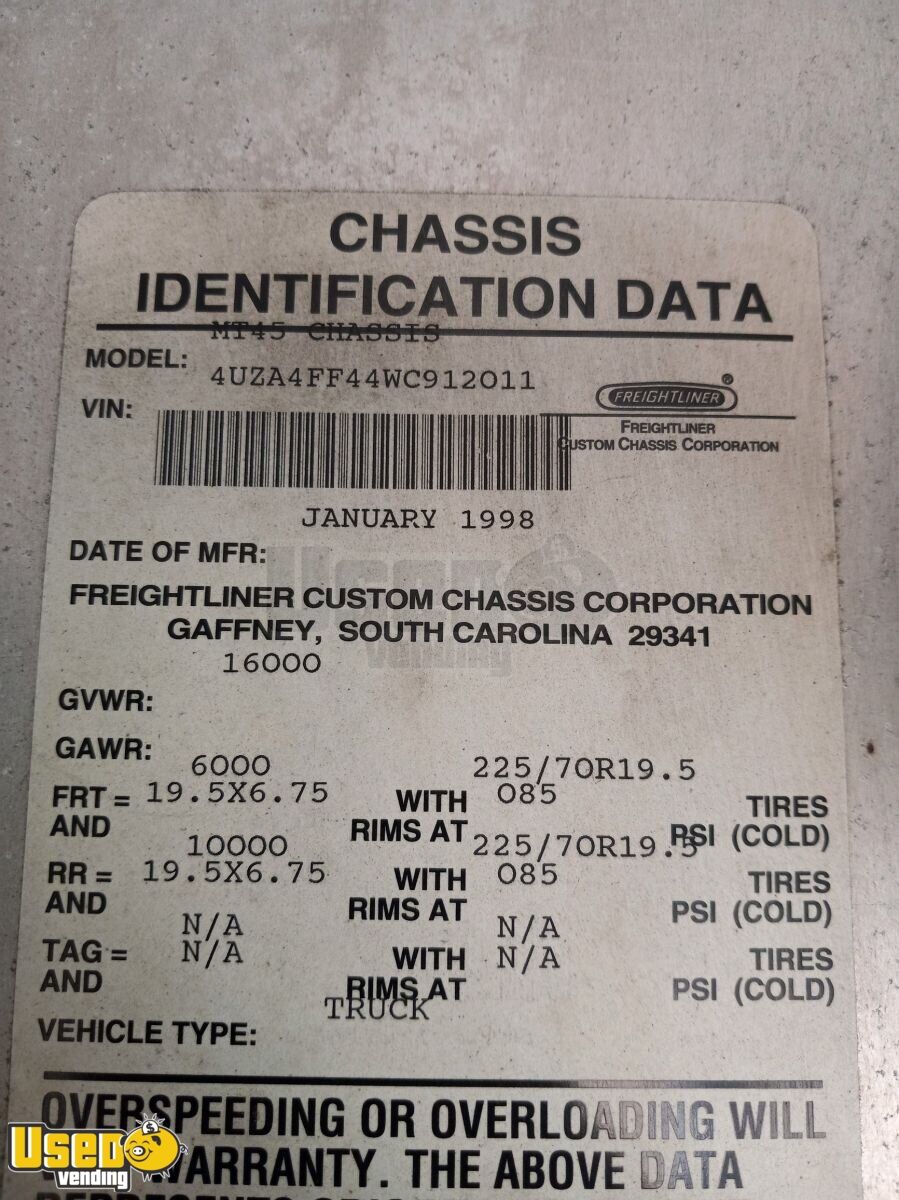 CHASSIS
IDENTIFICATION DATA
MT45 CHASSIS
MODEL:
4UZA4FF44WC912011
VIN:
FREIGHTLINER ®
FREIGHTLINER
CUSTOM CHASSIS CORPORATION
JANUARY 1998
DATE OF MFR:
FREIGHTLINER CUSTOM CHASSIS CORPORATION
GAFFNEY, SOUTH CAROLINA 29341
16000
GVWR:
GAWR:
6000 225/70R19.5
FRT = 19.5X6.75 WITH 085 TIRES
AND RIMS AT PSI (COLD)
10000 225/70R19.5
RR = 19.5X6.75 WITH 085 TIRES
AND RIMS AT PSI (COLD)
N/A N/A
TAG = N/A WITH N/A TIRES
AND RIMS AT PSI (COLD)
TRUCK
VEHICLE TYPE:
OVERSPEEDING OR OVERLOADING WILL
WARRANTY. THE ABOVE DATA
Used
vending